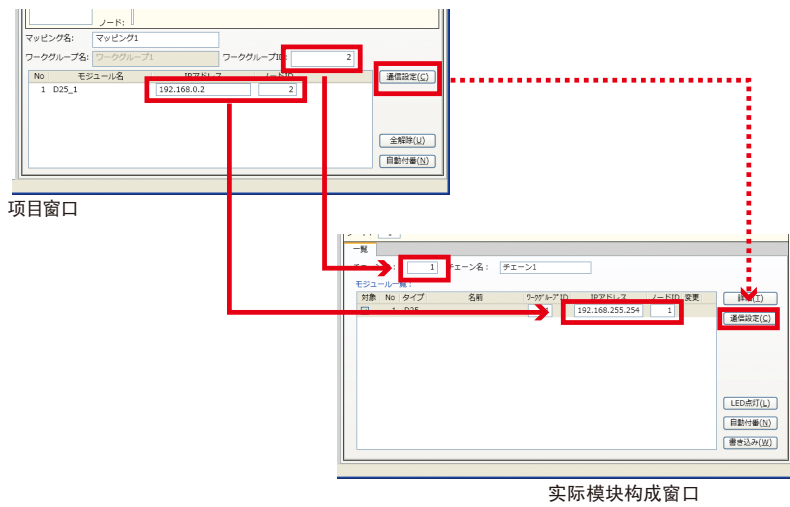 ノード:
マッピング名: マッピング1
ワークグループ名: ワークグループ1 ワークグループID: 2
No モジュール名 IPアドレス ノードID
1 D25_1 192.168.0.2 2
通信設定(C)
全解除(U)
自動付番(N)
项目窗口
一覧
1 チェーン名: チェーン1
モジュール一覧:
対象 No タイプ 名前 ワークグループID IPアドレス ノードID 変更
1 D25 192.168.255.254 1
詳細(I)
通信設定(C)
LED点灯(L)
自動付番(N)
書き込み(W)
实际模块构成窗口